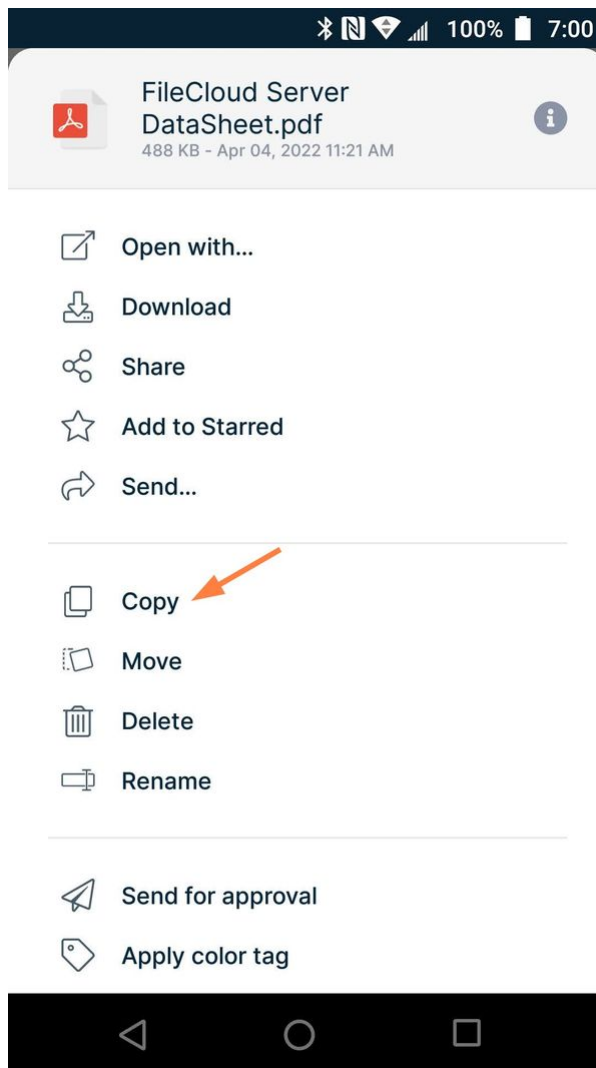 100% 7:00
FileCloud Server
DataSheet.pdf
488 KB - Apr 04, 2022 11:21 AM
Open with...
Download
Share
Add to Starred
Send...
Copy
Move
Delete
Rename
Send for approval
Apply color tag